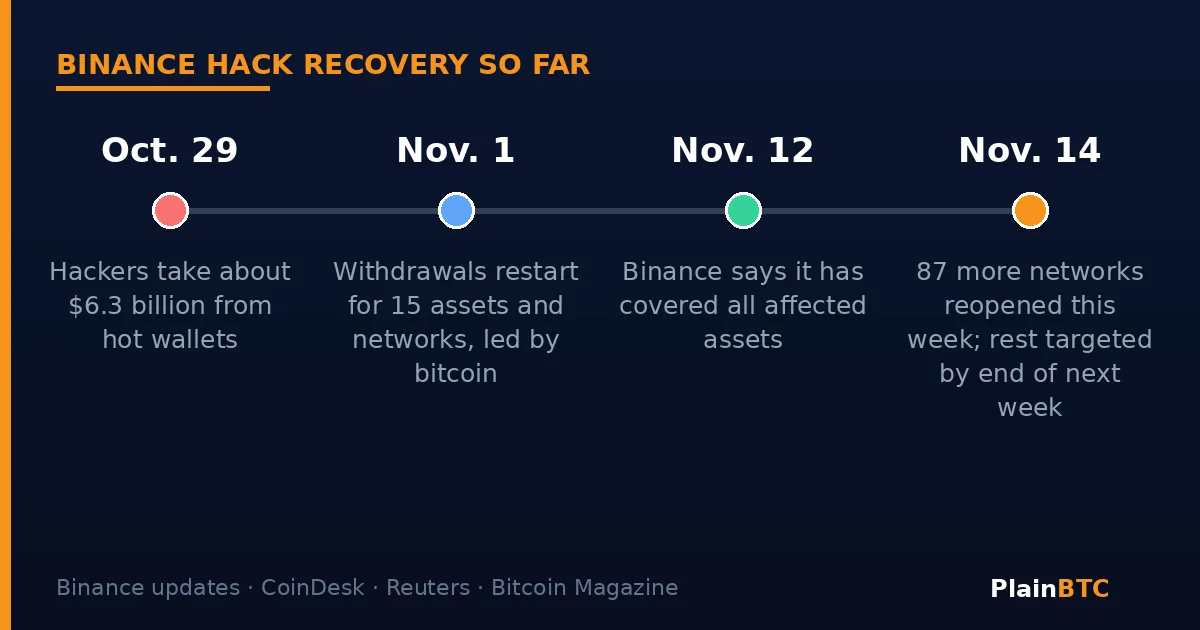 BINANCE HACK RECOVERY SO FAR
Oct. 29
Hackers take about
$6.3 billion from
hot wallets
Nov. 1
Withdrawals restart
for 15 assets and
networks, led by
bitcoin
Nov. 12
Binance says it has
covered all affected
assets
Nov. 14
87 more networks
reopened this
week; rest targeted
by end of next
week
Binance updates · CoinDesk · Reuters · Bitcoin Magazine
PlainBTC